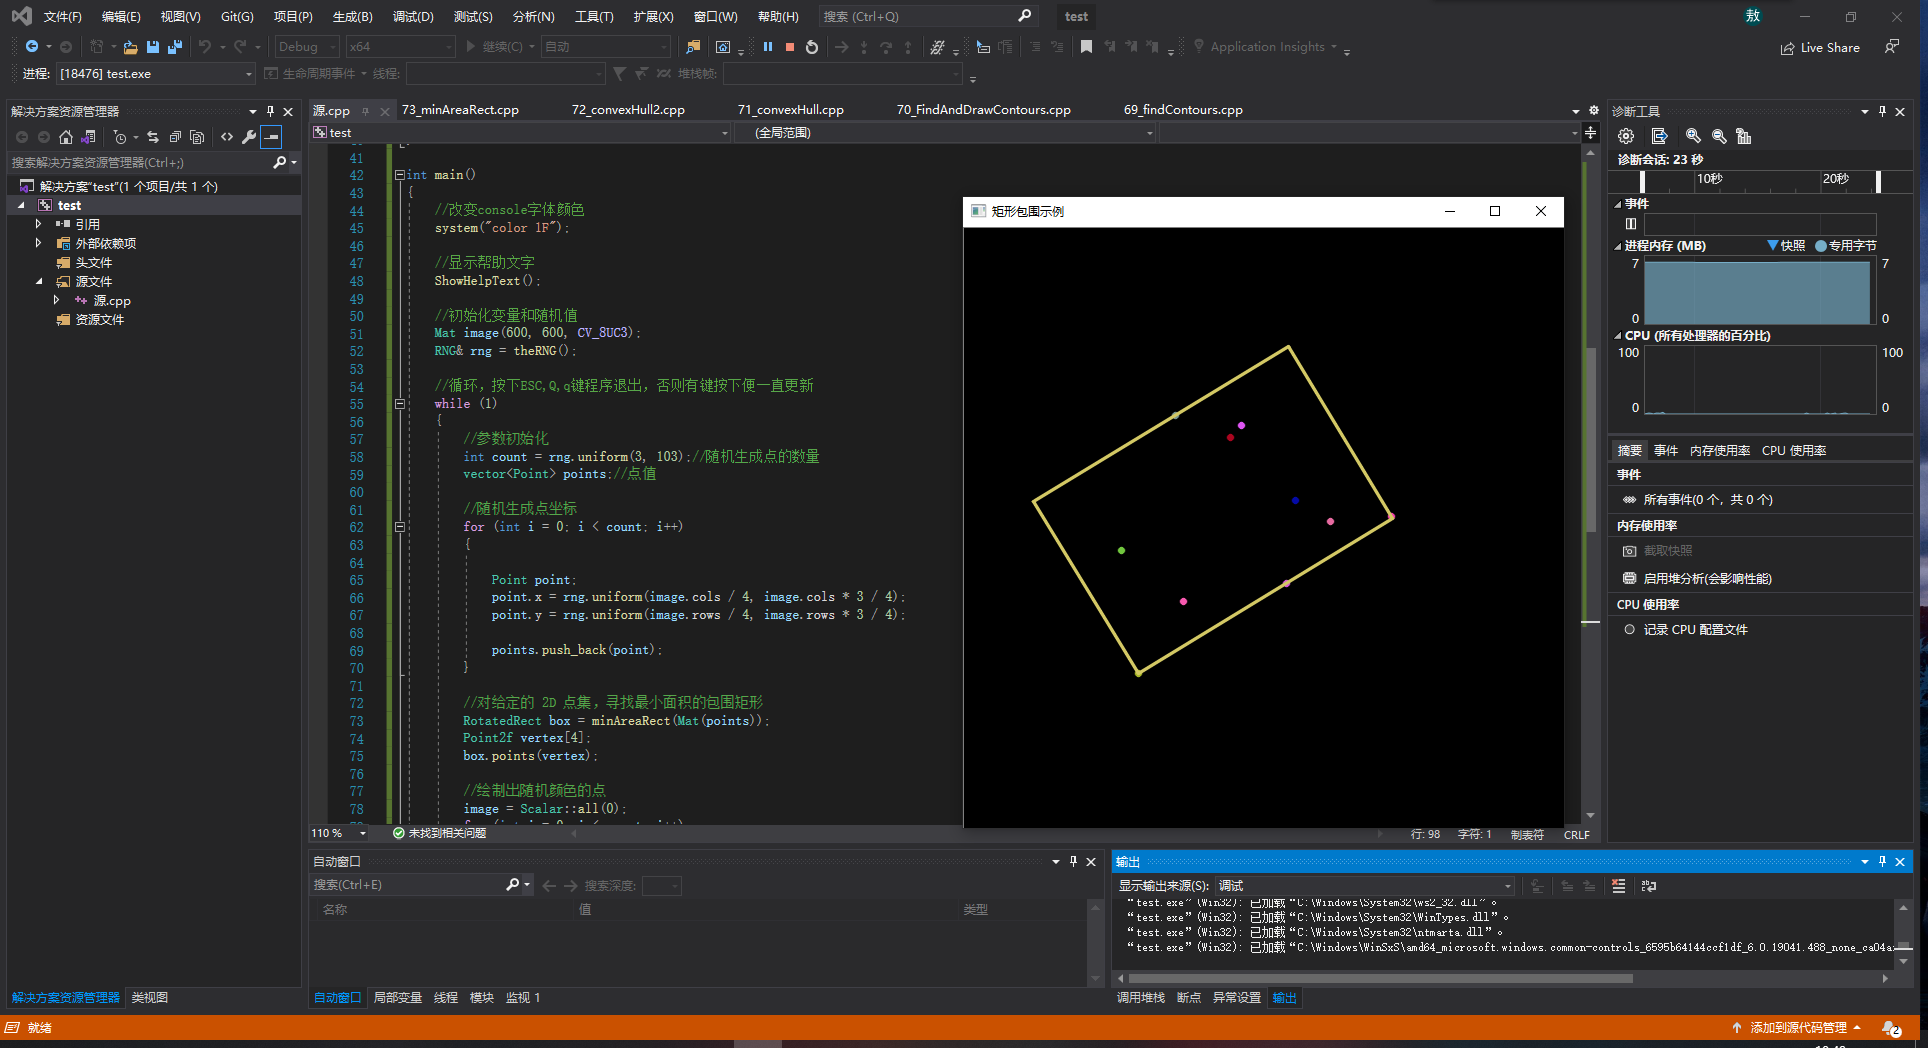 文件(F) 编辑(E) 视图(V) Git(G) 项目(P) 生成(B) 调试(D) 测试(S) 分析(N) 工具(T) 扩展(X) 窗口(W) 帮助(H) 搜索 (Ctrl+Q) test 敖
Debug x64 继续(C) 自动 Application Insights Live Share
进程: [18476] test.exe 生命周期事件 线程: 堆栈帧:
解决方案资源管理器
搜索解决方案资源管理器(Ctrl+;)
解决方案"test"(1 个项目/共 1 个)
test
引用
外部依赖项
头文件
源文件
源.cpp
资源文件
解决方案资源管理器 类视图
源.cpp 73_minAreaRect.cpp 72_convexHull2.cpp 71_convexHull.cpp 70_FindAndDrawContours.cpp 69_findContours.cpp
test (全局范围)
41
42 int main()
43 {
44 //改变console字体颜色
45 system("color 1F");
46
47 //显示帮助文字
48 ShowHelpText();
49
50 //初始化变量和随机值
51 Mat image(600, 600, CV_8UC3);
52 RNG& rng = theRNG();
53
54 //循环，按下ESC,Q,q键程序退出，否则有键按下便一直更新
55 while (1)
56 {
57 //参数初始化
58 int count = rng.uniform(3, 103);//随机生成点的数量
59 vector<Point> points;//点值
60
61 //随机生成点坐标
62 for (int i = 0; i < count; i++)
63 {
64
65 Point point;
66 point.x = rng.uniform(image.cols / 4, image.cols * 3 / 4);
67 point.y = rng.uniform(image.rows / 4, image.rows * 3 / 4);
68
69 points.push_back(point);
70 }
71
72 //对给定的 2D 点集，寻找最小面积的包围矩形
73 RotatedRect box = minAreaRect(Mat(points));
74 Point2f vertex[4];
75 box.points(vertex);
76
77 //绘制出随机颜色的点
78 image = Scalar::all(0);
110 % 未找到相关问题 行: 98 字符: 1 制表符 CRLF
矩形包围示例
自动窗口
搜索(Ctrl+E) 搜索深度:
名称 值 类型
自动窗口 局部变量 线程 模块 监视 1
输出
显示输出来源(S): 调试
“test.exe”(Win32): 已加载“C:\Windows\System32\ws2_32.dll”。
“test.exe”(Win32): 已加载“C:\Windows\System32\WinTypes.dll”。
“test.exe”(Win32): 已加载“C:\Windows\System32\ntmarta.dll”。
“test.exe”(Win32): 已加载“C:\Windows\WinSxS\amd64_microsoft.windows.common-controls_6595b64144ccf1df_6.0.19041.488_none_ca04a
调用堆栈 断点 异常设置 输出
诊断工具
诊断会话: 23 秒
10秒 20秒
事件
进程内存 (MB) 快照 专用字节
7 7
0 0
CPU (所有处理器的百分比)
100 100
0 0
摘要 事件 内存使用率 CPU 使用率
事件
所有事件(0 个，共 0 个)
内存使用率
截取快照
启用堆分析(会影响性能)
CPU 使用率
记录 CPU 配置文件
就绪 添加到源代码管理 2